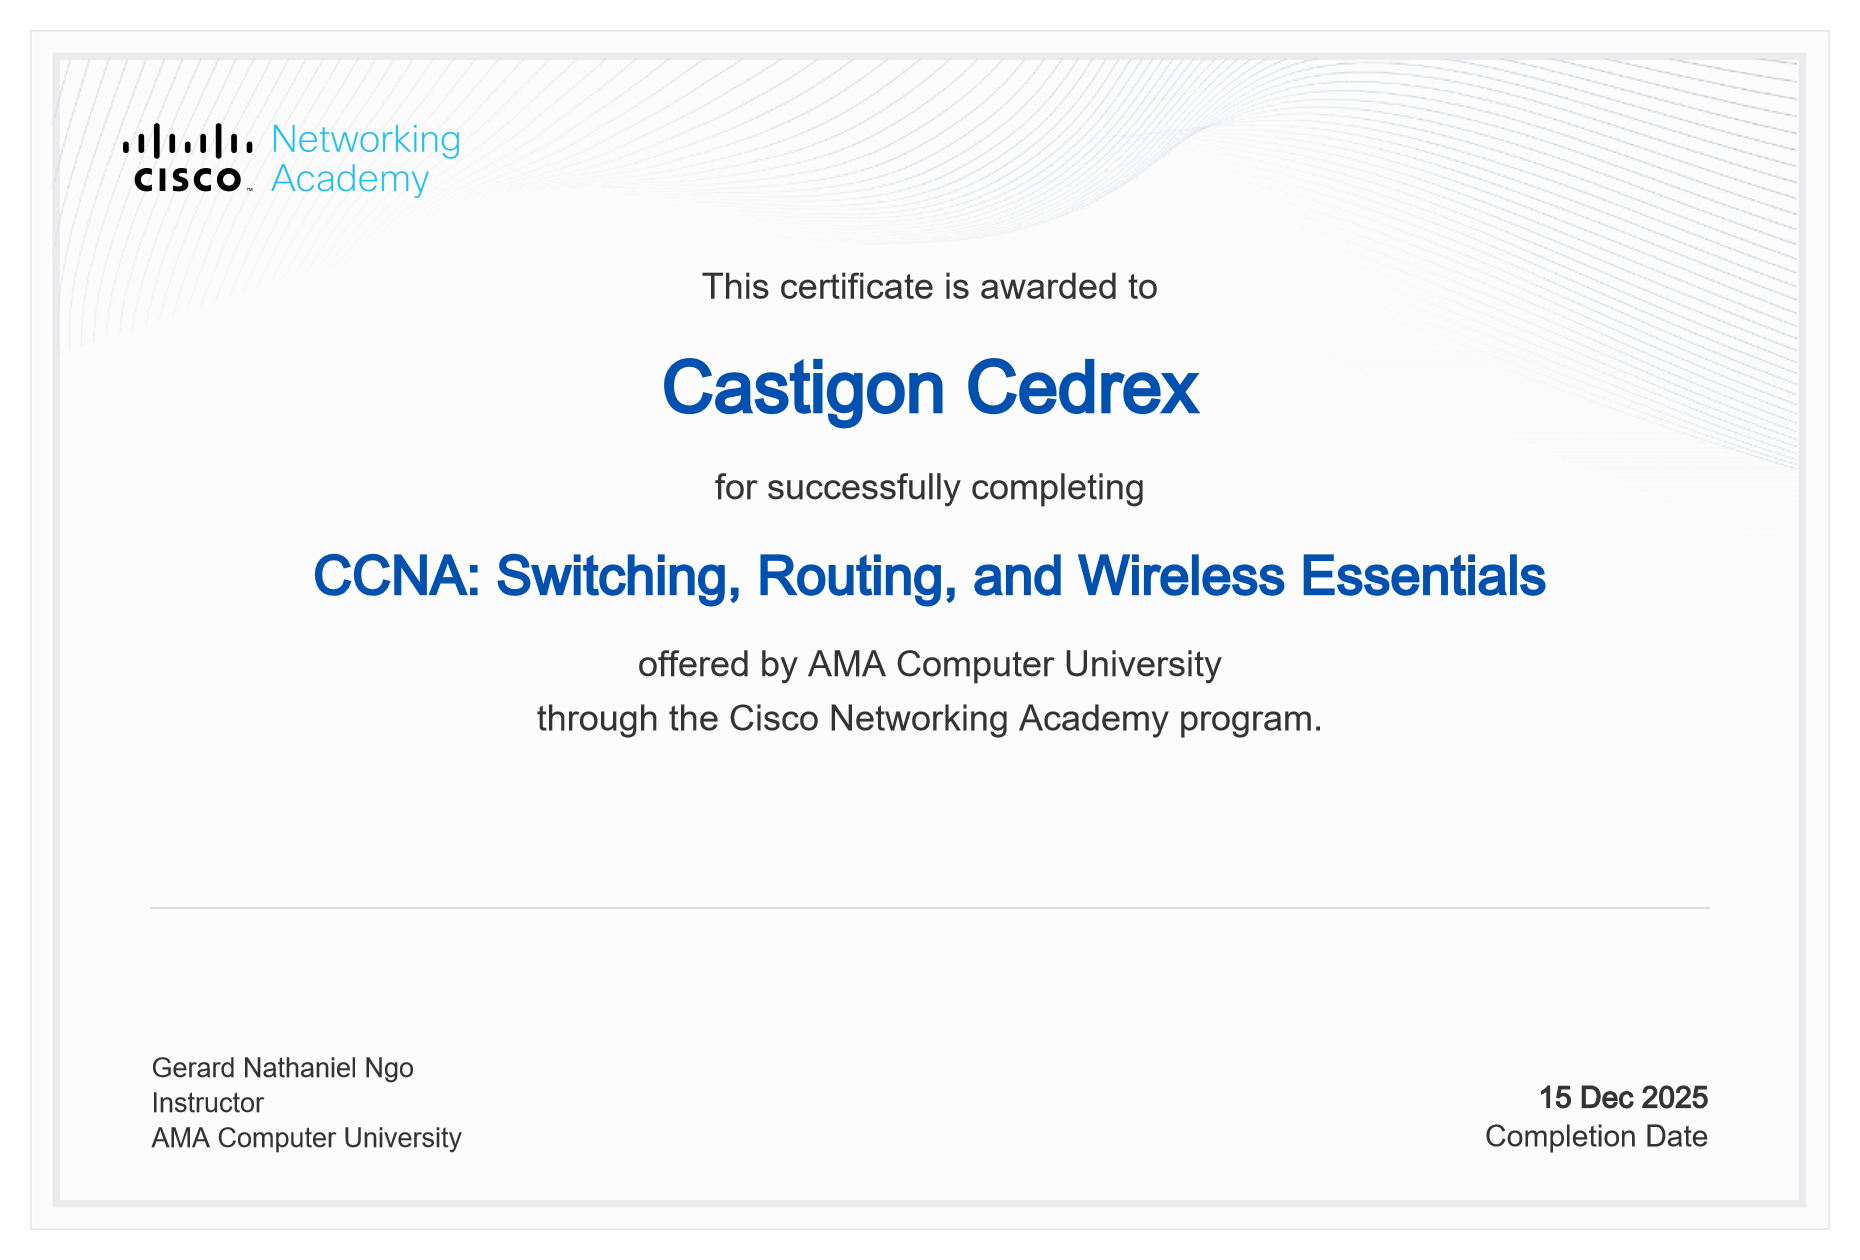 CISCO™
Networking
Academy
This certificate is awarded to
Castigon Cedrex
for successfully completing
CCNA: Switching, Routing, and Wireless Essentials
offered by AMA Computer University
through the Cisco Networking Academy program.
Gerard Nathaniel Ngo
Instructor
AMA Computer University
15 Dec 2025
Completion Date